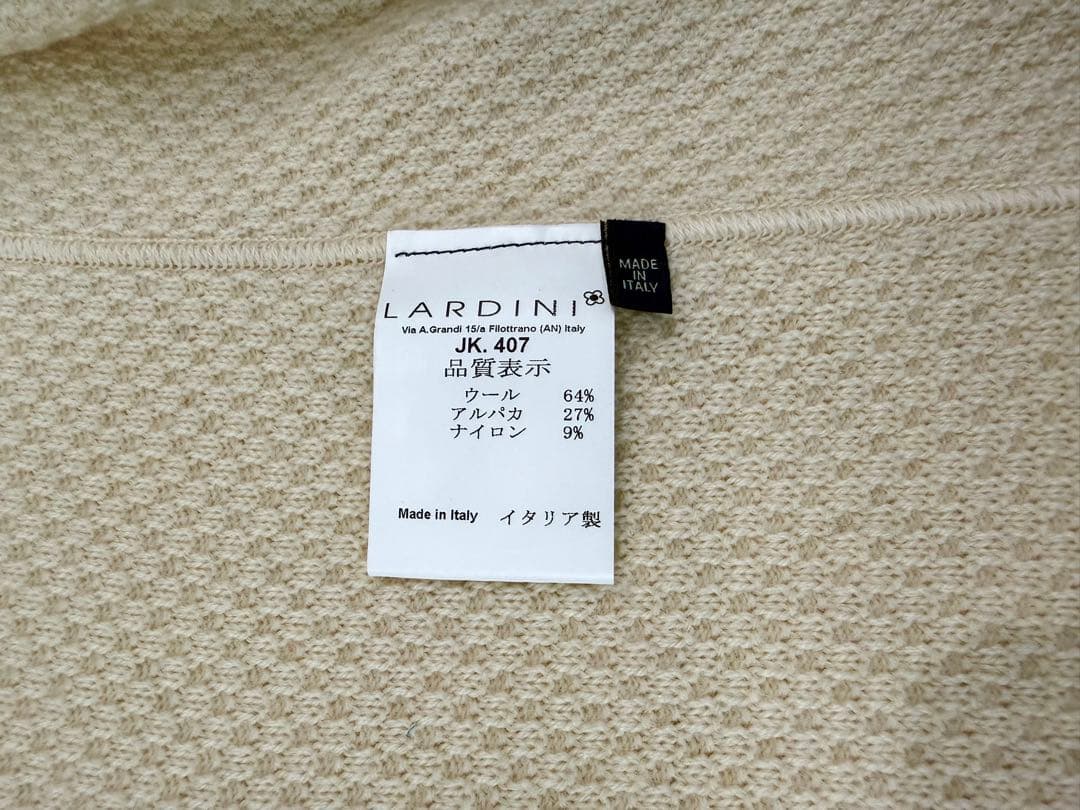 LARDINI
Via A.Grandi 15/a Filottrano (AN) Italy
JK. 407
品質表示
ウール 64%
アルパカ 27%
ナイロン 9%
Made in Italy イタリア製
MADE
IN
ITALY